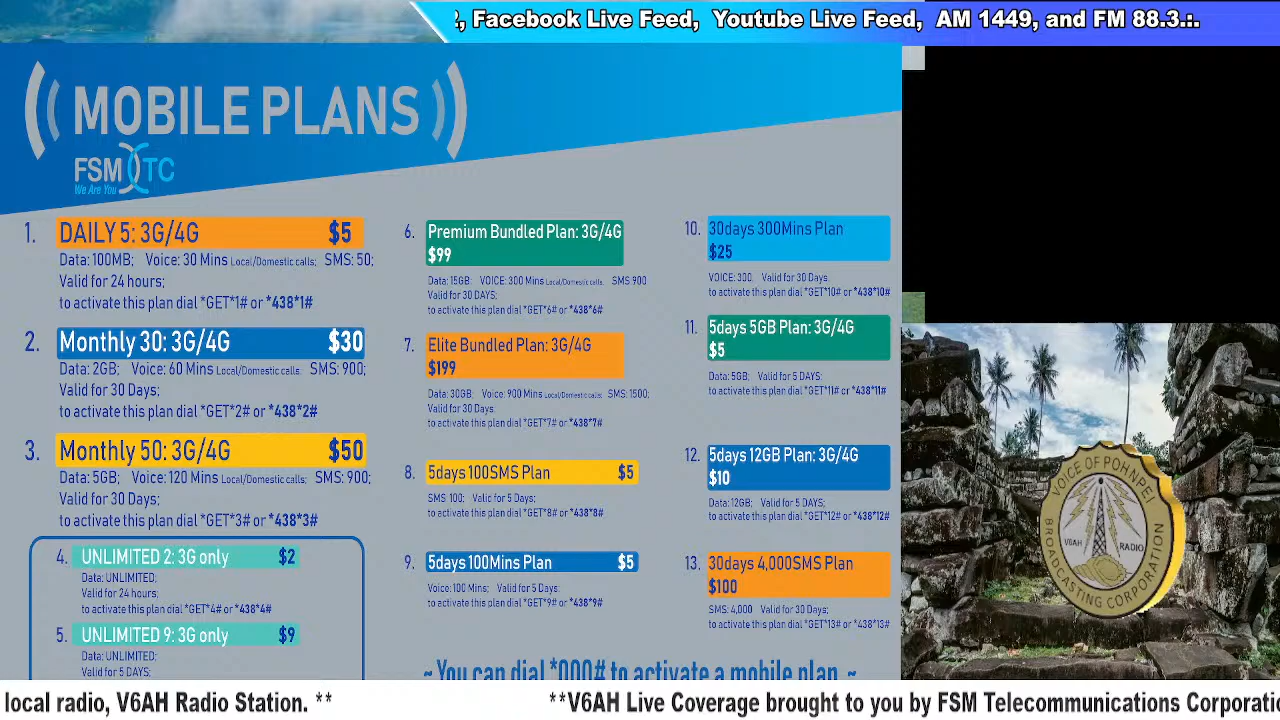 , Facebook Live Feed, Youtube Live Feed, AM 1449, and FM 88.3.:.
MOBILE PLANS
FSM TC
We Are You
1. DAILY 5: 3G/4G $5
Data: 100MB; Voice: 30 Mins Local/Domestic calls; SMS: 50;
Valid for 24 hours;
to activate this plan dial *GET*1# or *438*1#
2. Monthly 30: 3G/4G $30
Data: 2GB; Voice: 60 Mins Local/Domestic calls. SMS: 900;
Valid for 30 Days;
to activate this plan dial *GET*2# or *438*2#
3. Monthly 50: 3G/4G $50
Data: 5GB; Voice: 120 Mins Local/Domestic calls; SMS: 900;
Valid for 30 Days;
to activate this plan dial *GET*3# or *438*3#
4. UNLIMITED 2: 3G only $2
Data: UNLIMITED;
Valid for 24 hours;
to activate this plan dial *GET*4# or *438*4#
5. UNLIMITED 9: 3G only $9
Data: UNLIMITED;
Valid for 5 DAYS;
6. Premium Bundled Plan: 3G/4G
$99
Data: 15GB; VOICE: 300 Mins Local/Domestic calls. SMS 900
Valid for 30 DAYS;
to activate this plan dial *GET*6# or *438*6#
7. Elite Bundled Plan: 3G/4G
$199
Data: 30GB; Voice: 900 Mins Local/Domestic calls. SMS: 1500;
Valid for 30 Days;
to activate this plan dial *GET*7# or *438*7#
8. 5days 100SMS Plan $5
SMS 100; Valid for 5 Days;
to activate this plan dial *GET*8# or *438*8#
9. 5days 100Mins Plan $5
Voice: 100 Mins; Valid for 5 Days;
to activate this plan dial *GET*9# or *438*9#
10. 30days 300Mins Plan
$25
VOICE: 300. Valid for 30 Days;
to activate this plan dial *GET*10# or *438*10#
11. 5days 5GB Plan: 3G/4G
$5
Data: 5GB; Valid for 5 DAYS;
to activate this plan dial *GET*11# or *438*11#
12. 5days 12GB Plan: 3G/4G
$10
Data: 12GB; Valid for 5 DAYS;
to activate this plan dial *GET*12# or *438*12#
13. 30days 4,000SMS Plan
$100
SMS: 4,000 Valid for 30 Days;
to activate this plan dial *GET*13# or *438*13#
~ You can dial *000# to activate a mobile plan ~
VOICE OF POHNPEI
V6AH RADIO
BROADCASTING CORPORATION
local radio, V6AH Radio Station. ** **V6AH Live Coverage brought to you by FSM Telecommunications Corporati